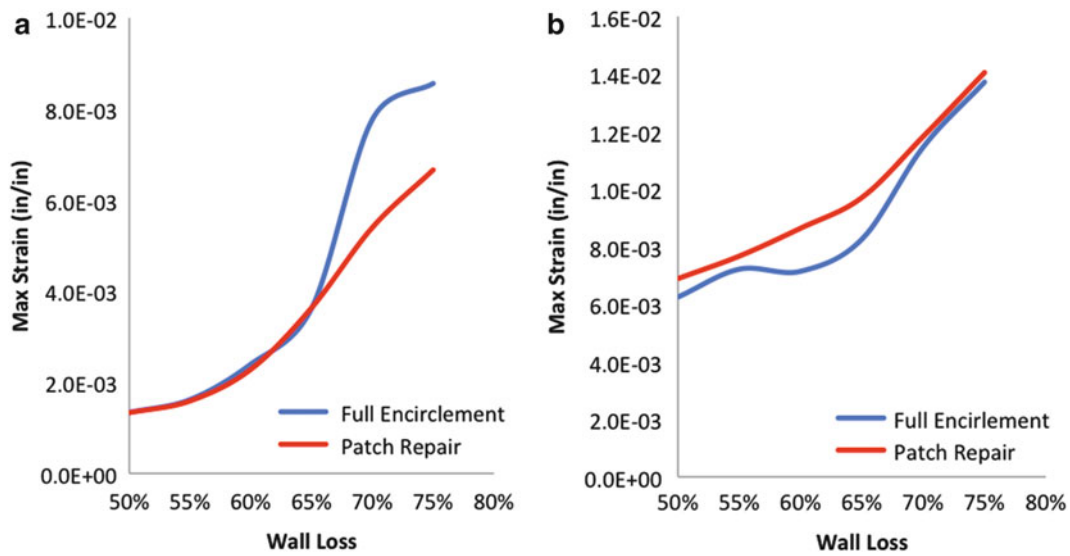 a
1.0E-02
8.0E-03
6.0E-03
4.0E-03
2.0E-03
0.0E+00
Max Strain (in/in)
Full Encirclement
Patch Repair
50% 55% 60% 65% 70% 75% 80%
Wall Loss
b
1.6E-02
1.4E-02
1.2E-02
1.0E-02
8.0E-03
6.0E-03
4.0E-03
2.0E-03
0.0E+00
Max Strain (in/in)
Full Encirlement
Patch Repair
50% 55% 60% 65% 70% 75% 80%
Wall Loss